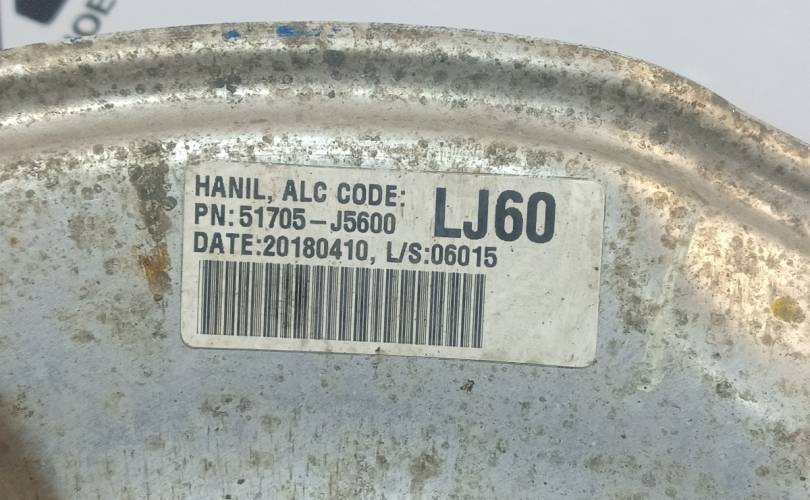 HANIL, ALC CODE: LJ60
PN:51705-J5600
DATE:20180410, L/S:06015